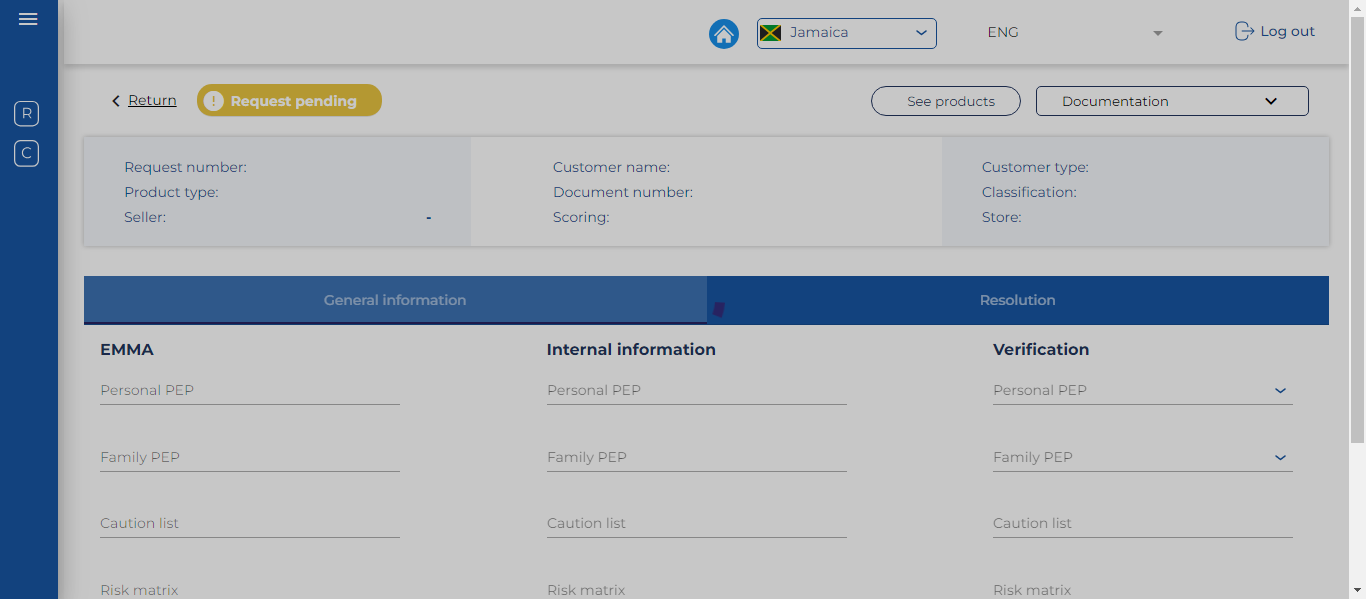 Jamaica ENG Log out
Return ! Request pending See products Documentation
R
C
Request number: Customer name: Customer type:
Product type: Document number: Classification:
Seller: - Scoring: Store:
General information Resolution
EMMA Internal information Verification
Personal PEP Personal PEP Personal PEP
Family PEP Family PEP Family PEP
Caution list Caution list Caution list
Risk matrix Risk matrix Risk matrix